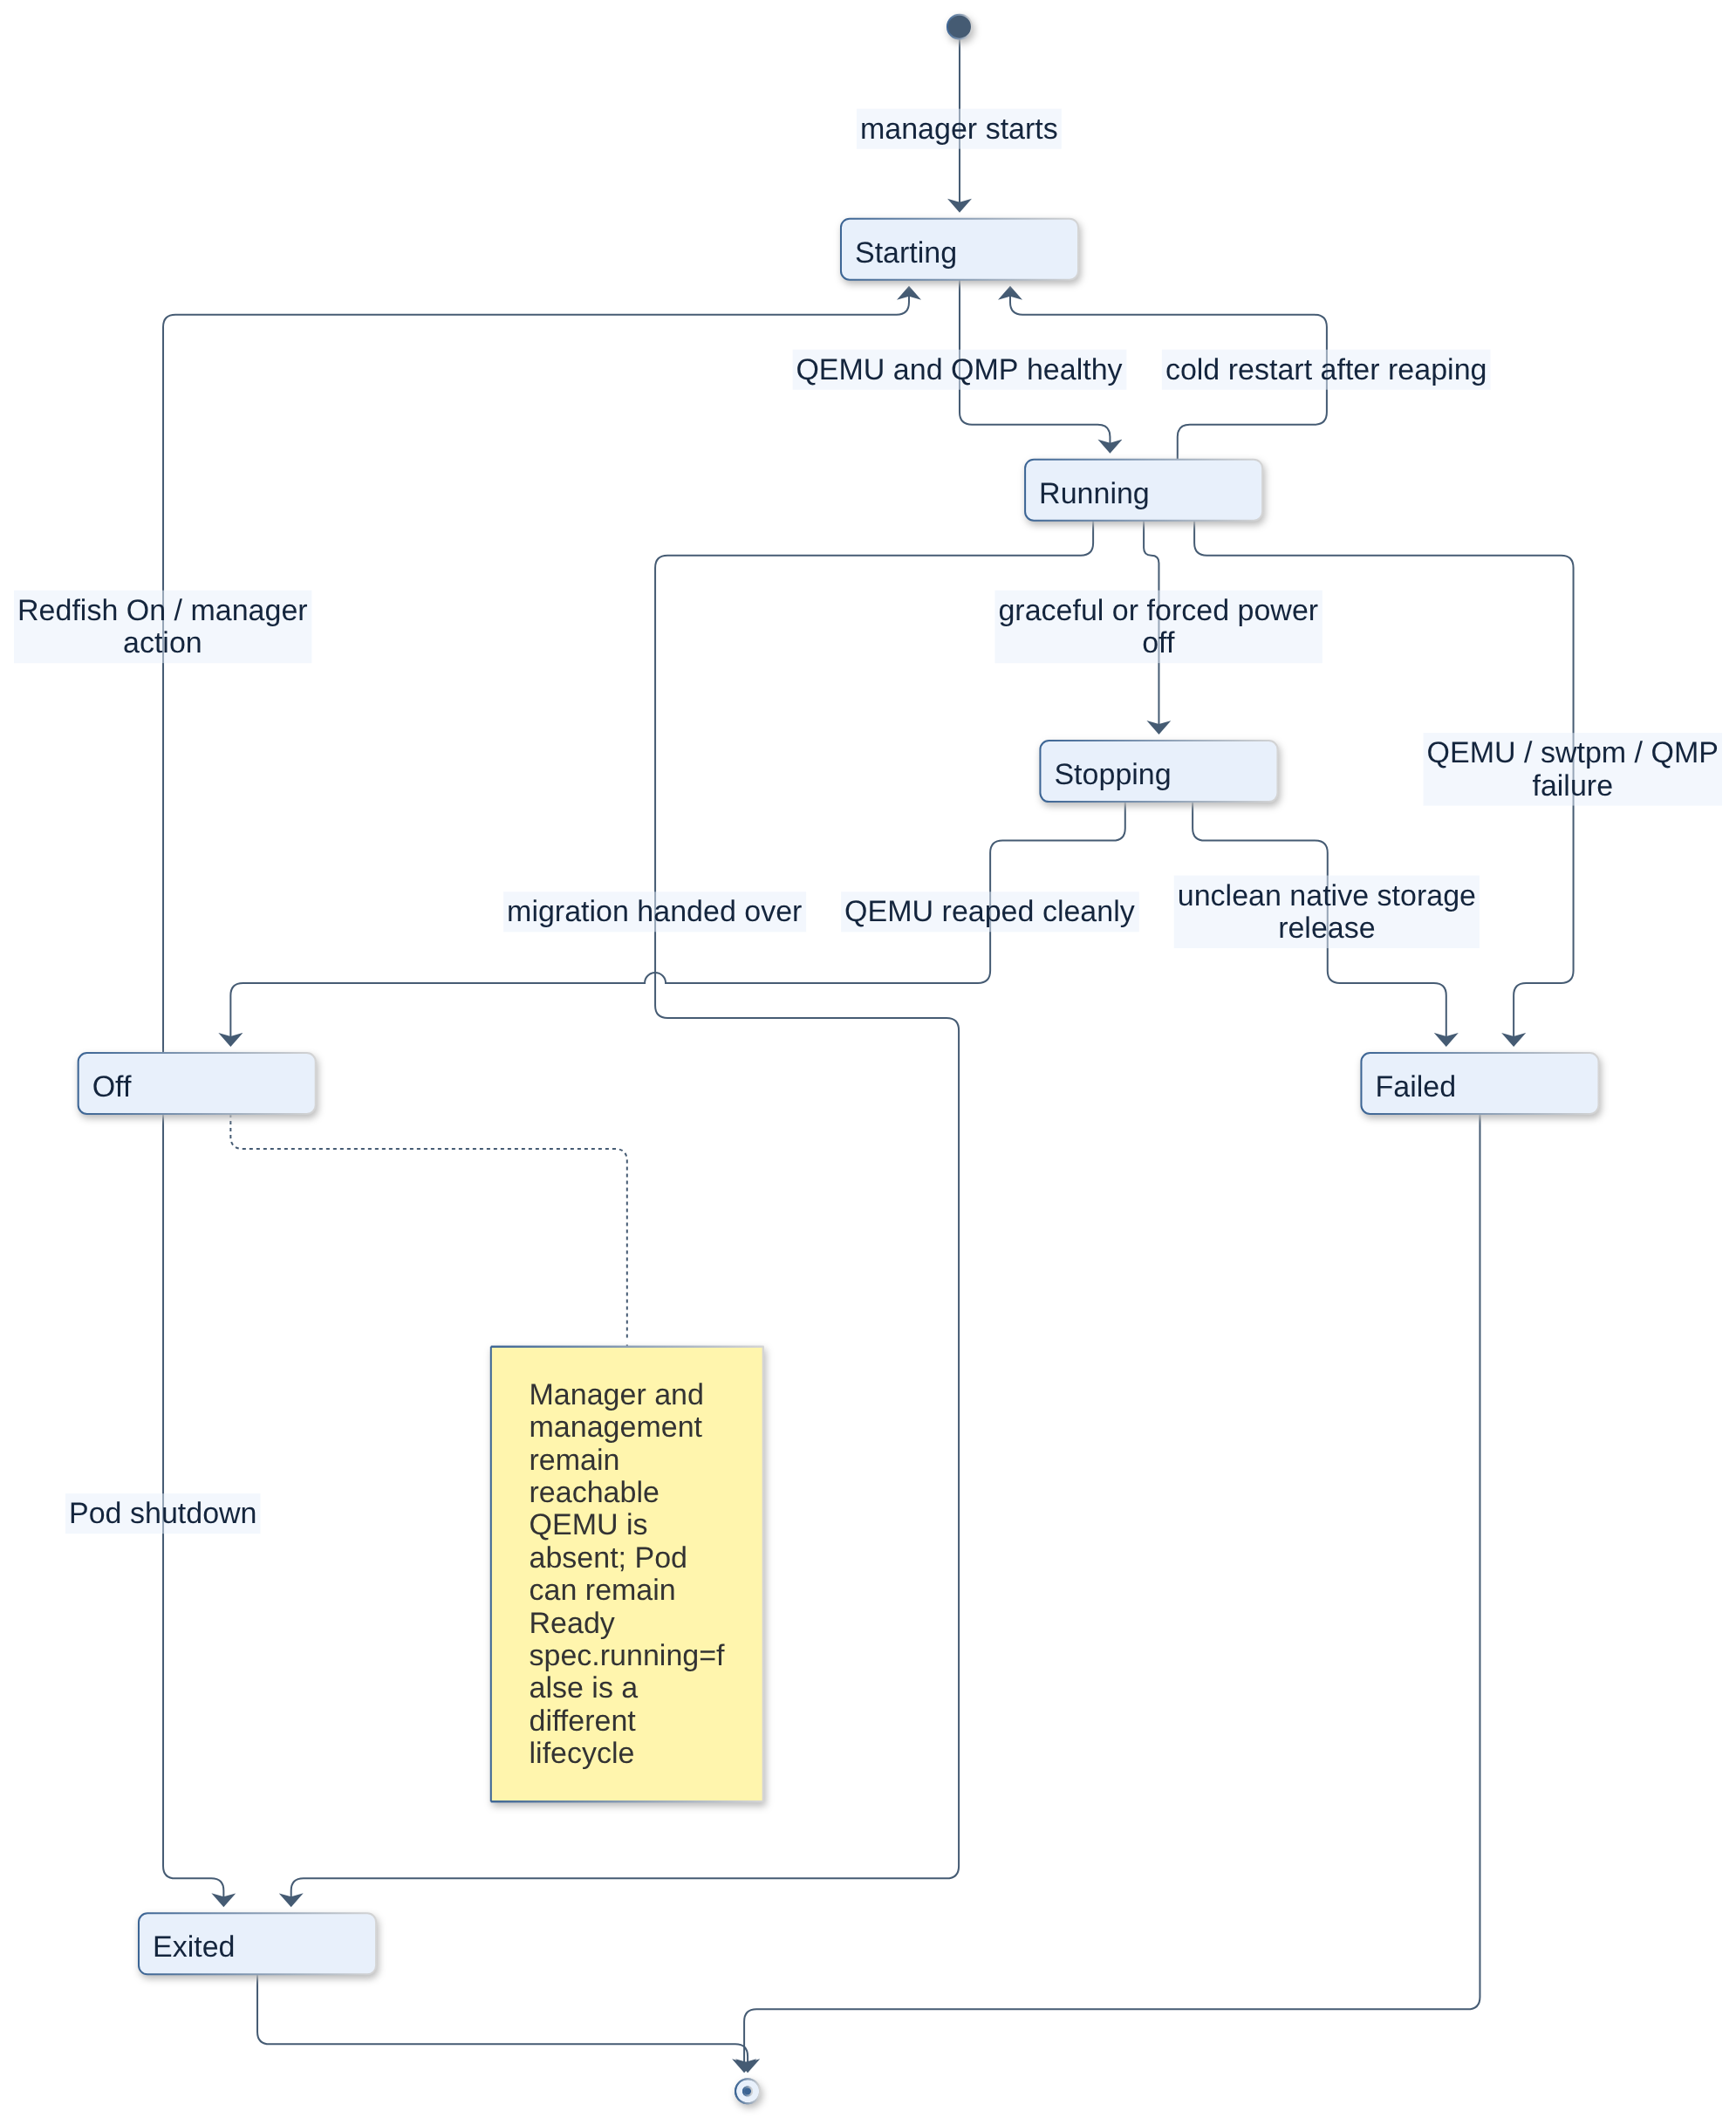 manager starts
Starting
QEMU and QMP healthy
cold restart after reaping
Running
Redfish On / manager
action
graceful or forced power
off
QEMU / swtpm / QMP
failure
Stopping
migration handed over
QEMU reaped cleanly
unclean native storage
release
Off
Failed
Manager and
management
remain
reachable
QEMU is
absent; Pod
can remain
Ready
spec.running=f
alse is a
different
lifecycle
Pod shutdown
Exited